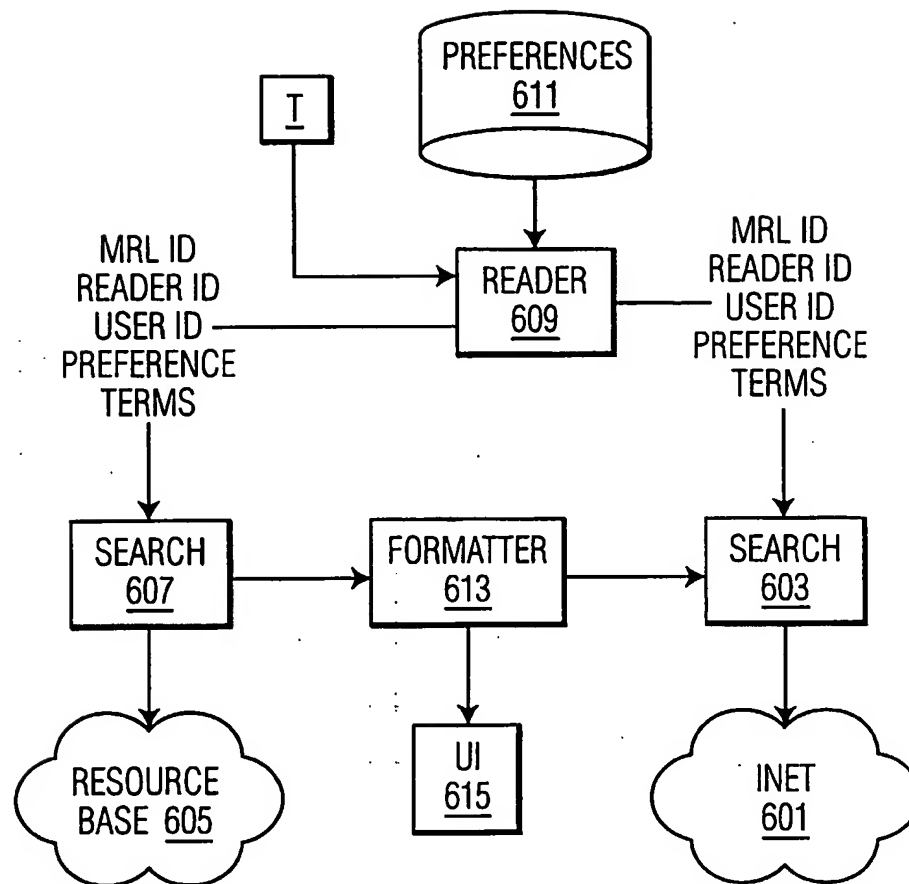 PREFERENCES
611
T
MRL ID
READER ID
USER ID
PREFERENCE
TERMS
READER
609
MRL ID
READER ID
USER ID
PREFERENCE
TERMS
SEARCH
607
FORMATTER
613
SEARCH
603
RESOURCE
BASE 605
UI
615
INET
601